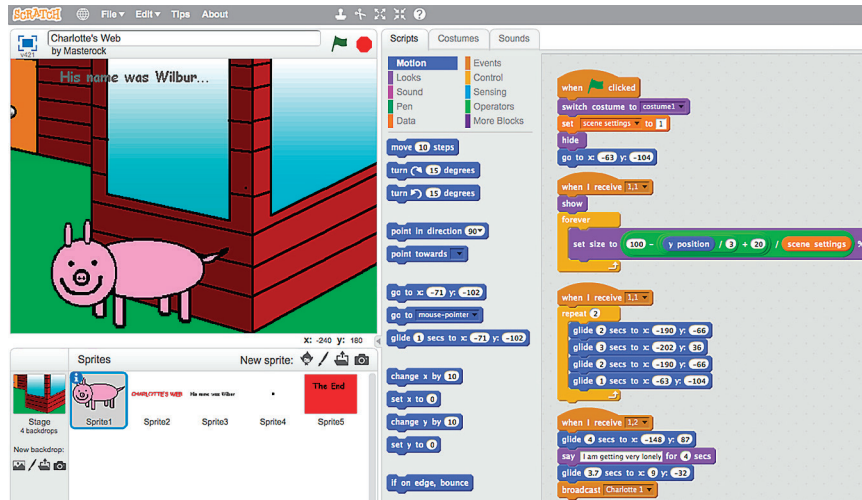 SCRATCH File▾ Edit▾ Tips About
v421
Charlotte's Web
by Masterock
His name was Wilbur...
X: -240 y: 180
Sprites New sprite:
Stage
4 backdrops
New backdrop:
Sprite1
CHARLOTTE'S WEB
Sprite2
His name was Wilbur
Sprite3
Sprite4
The End
Sprite5
Scripts Costumes Sounds
Motion Events
Looks Control
Sound Sensing
Pen Operators
Data More Blocks
move 10 steps
turn 15 degrees
turn 15 degrees
point in direction 90▾
point towards
go to x: -71 y: -102
go to mouse-pointer
glide 1 secs to x: -71 y: -102
change x by 10
set x to 0
change y by 10
set y to 0
if on edge, bounce
when clicked
switch costume to costume1
set scene settings to 1
hide
go to x: -63 y: -104
when I receive 1,1
show
forever
set size to 100 - y position / 3 + 20 / scene settings %
when I receive 1,1
repeat 2
glide 2 secs to x: -190 y: -66
glide 3 secs to x: -202 y: 36
glide 2 secs to x: -190 y: -66
glide 1 secs to x: -63 y: -104
when I receive 1,2
glide 4 secs to x: -148 y: 87
say I am getting very lonely for 4 secs
glide 3.7 secs to x: 9 y: -32
broadcast Charlotte 1